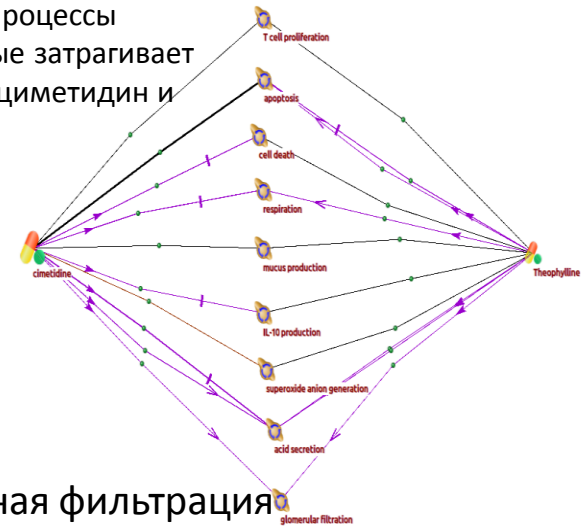 роцессы
ые затрагивает
циметидин и
T cell proliferation
apoptosis
cell death
respiration
mucus production
cimetidine
Theophylline
IL-10 production
superoxide anion generation
acid secretion
ная фильтрация
glomerular filtration